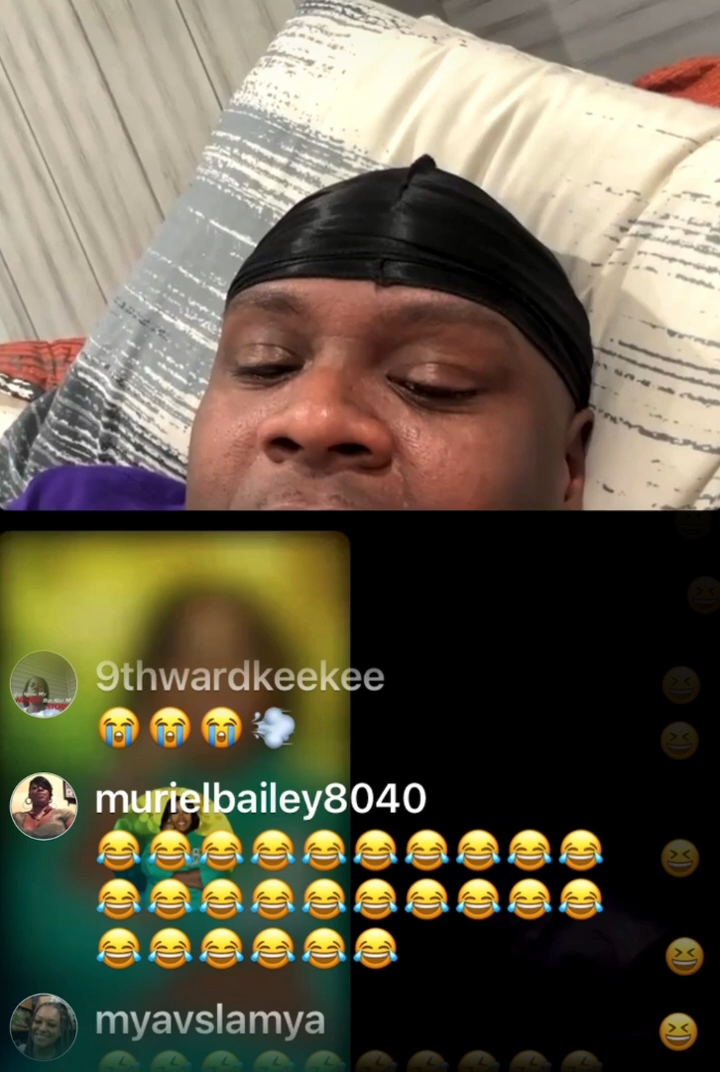 9thwardkeekee
😭😭😭💨
murielbailey8040
😂😂😂😂😂😂😂😂😂😂
😂😂😂😂😂😂😂😂😂😂
😂😂😂😂😂😂
myavslamya